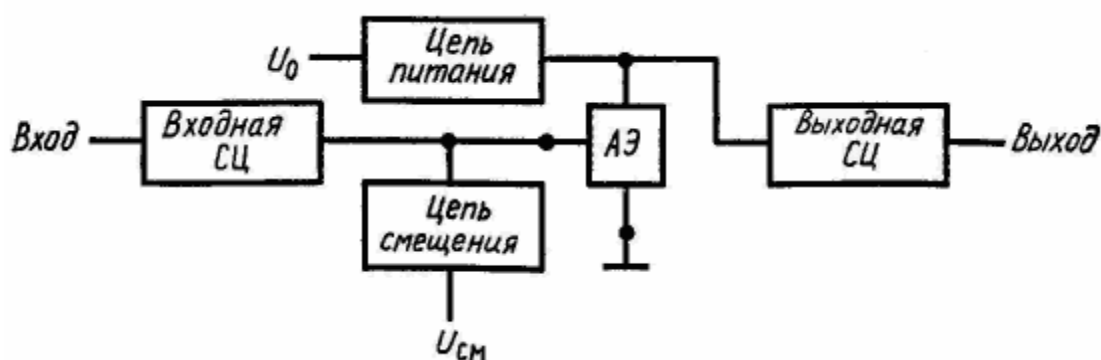 U₀
Цепь
питания
Вход
Входная
СЦ
АЭ
Выходная
СЦ
Выход
Цепь
смещения
Uсм